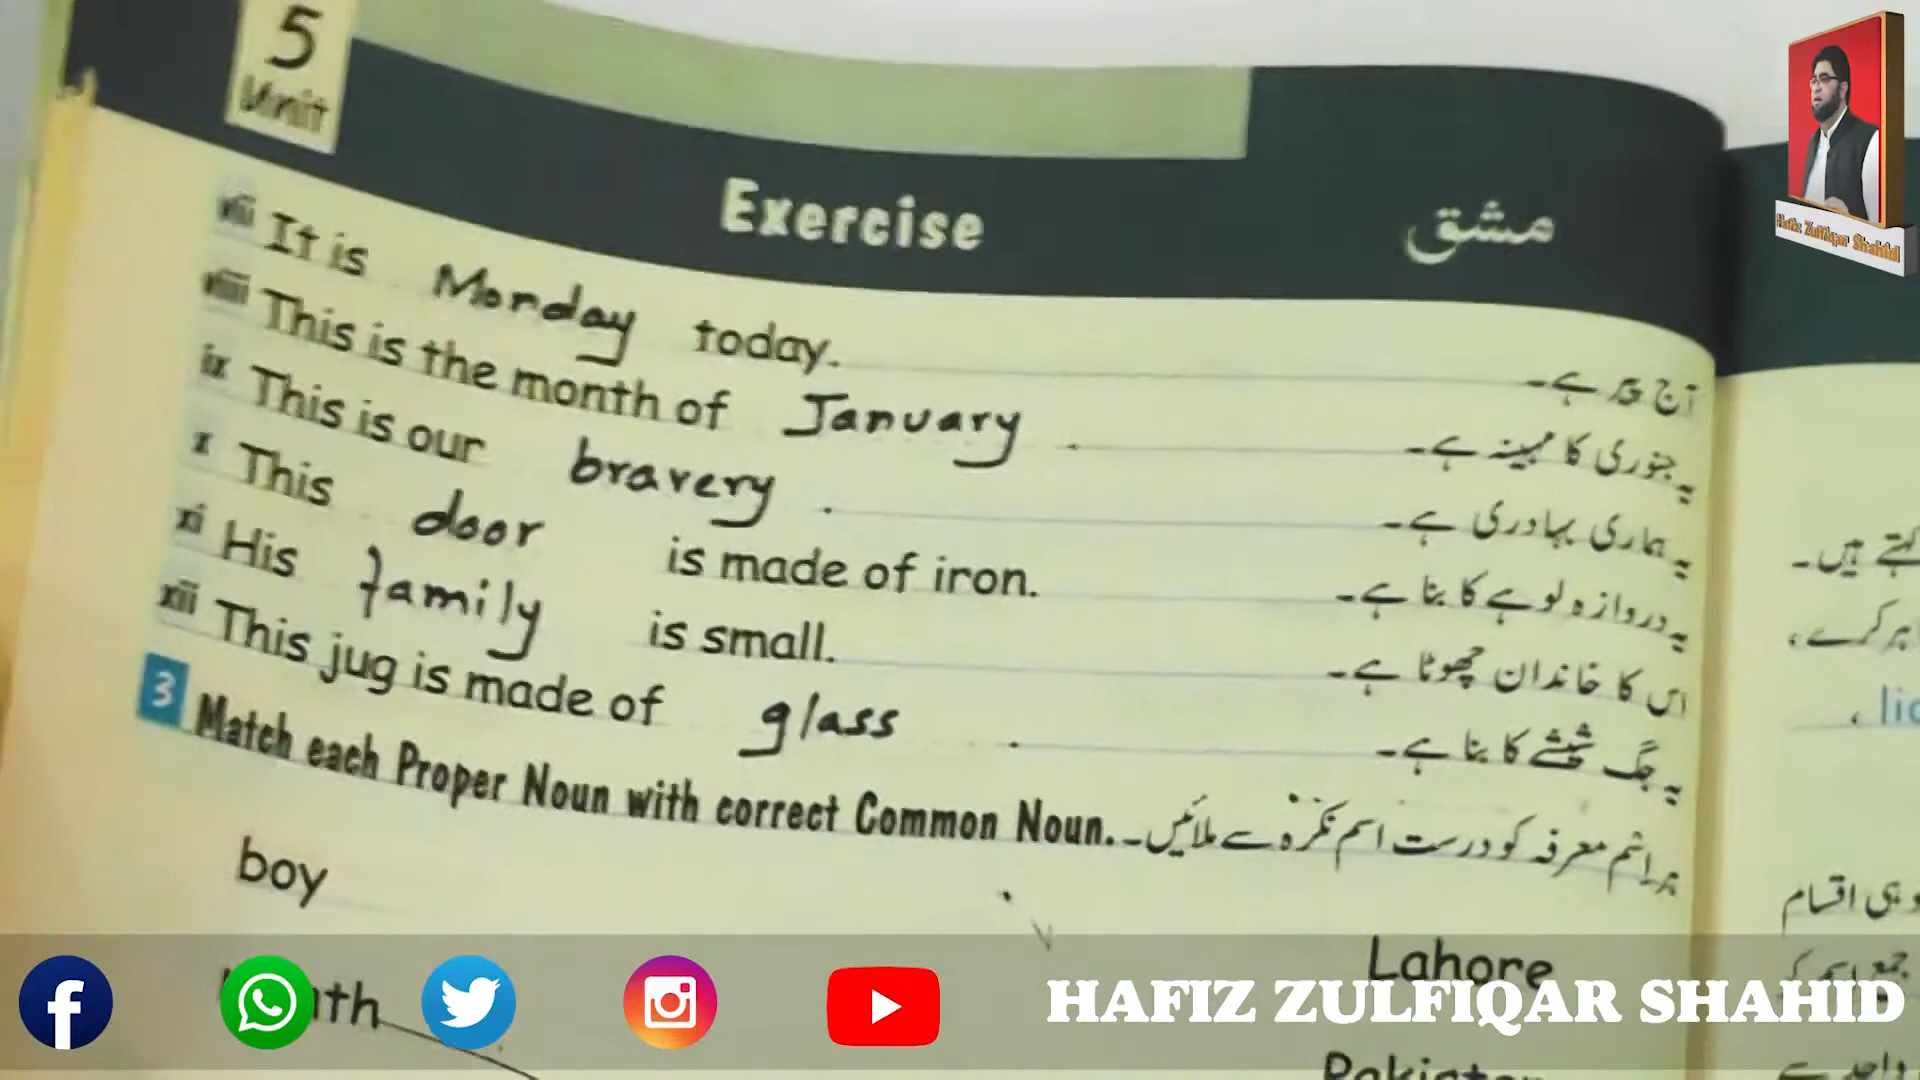 5
Unit
Exercise
مشق
vii It is Monday today. آج پیر ہے۔
viii This is the month of January . یہ جنوری کا مہینہ ہے۔
ix This is our bravery . یہ ہماری بہادری ہے۔
x This door is made of iron. یہ دروازہ لوہے کا بنا ہے۔
xi His family is small. اس کا خاندان چھوٹا ہے۔
xii This jug is made of glass . یہ جگ شیشے کا بنا ہے۔
3 Match each Proper Noun with correct Common Noun. ہر اسم معرفہ کو درست اسم نکرہ سے ملائیں۔
boy
Lahore
کہتے ہیں۔
اقسام
Hafiz Zulfiqar Shahid
HAFIZ ZULFIQAR SHAHID